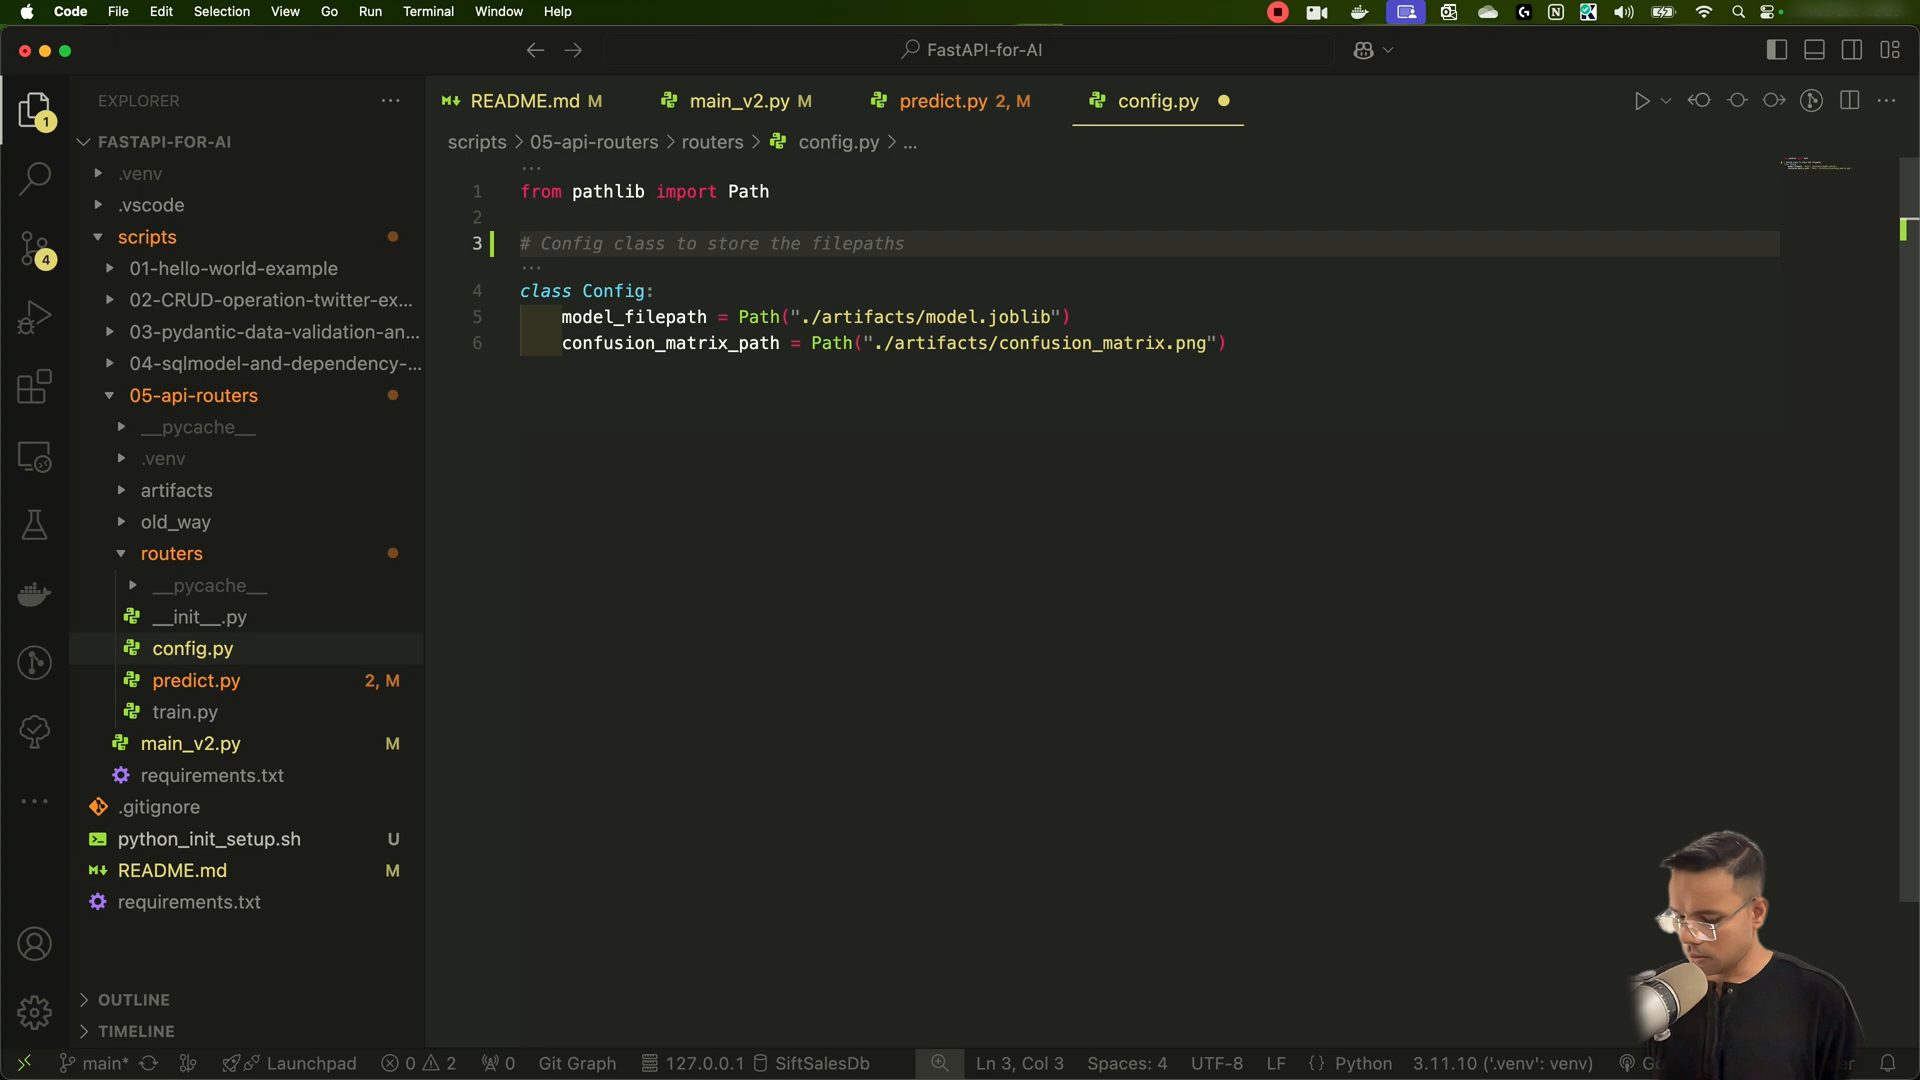 Code File Edit Selection View Go Run Terminal Window Help
FastAPI-for-AI
EXPLORER
README.md M
main_v2.py M
predict.py 2, M
config.py
1
FASTAPI-FOR-AI
scripts > 05-api-routers > routers > config.py > ...
.venv
.vscode
scripts
4
01-hello-world-example
02-CRUD-operation-twitter-ex...
03-pydantic-data-validation-an...
04-sqlmodel-and-dependency-...
05-api-routers
__pycache__
.venv
artifacts
old_way
routers
__pycache__
__init__.py
config.py
predict.py 2, M
train.py
main_v2.py M
requirements.txt
.gitignore
python_init_setup.sh U
README.md M
requirements.txt
OUTLINE
TIMELINE
1 from pathlib import Path
2
3 # Config class to store the filepaths
4 class Config:
5 model_filepath = Path("./artifacts/model.joblib")
6 confusion_matrix_path = Path("./artifacts/confusion_matrix.png")
main* Launchpad 0 2 0 Git Graph 127.0.0.1 SiftSalesDb Ln 3, Col 3 Spaces: 4 UTF-8 LF {} Python 3.11.10 ('.venv': venv)